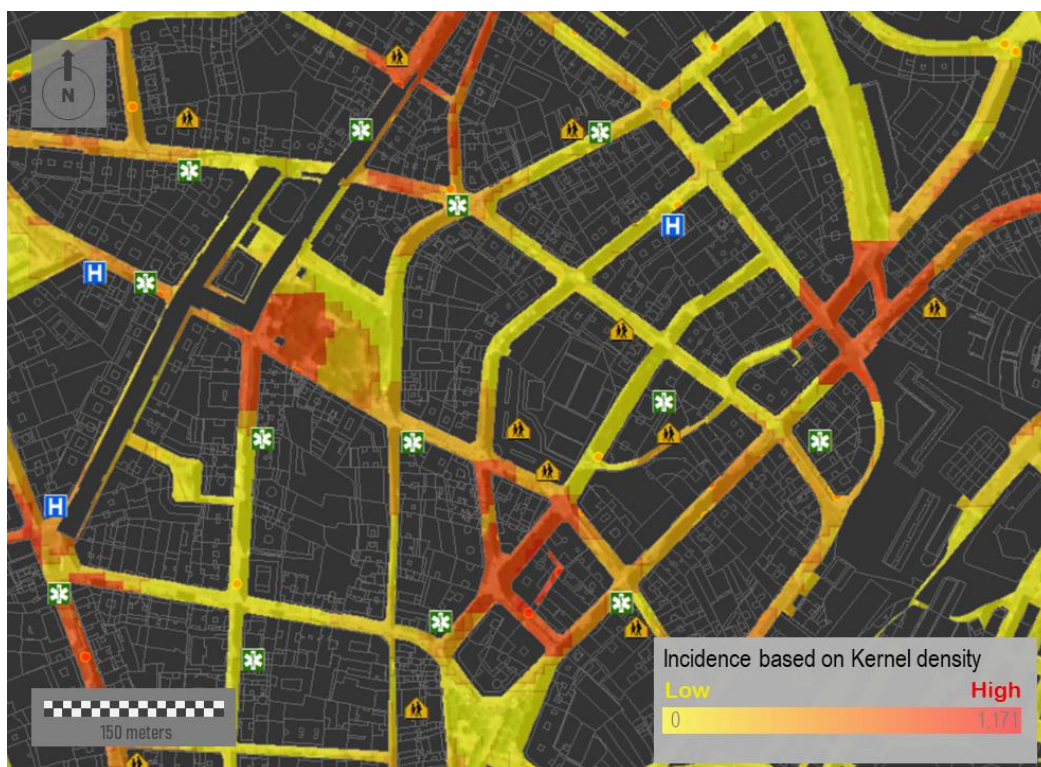 N
H
H
H
150 meters
Incidence based on Kernel density
Low High
0 1,171